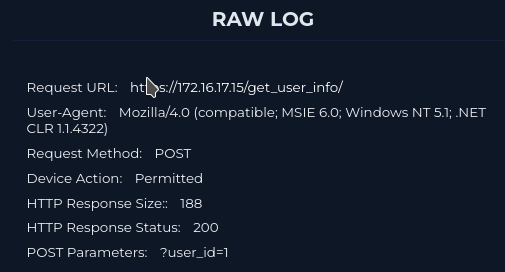 RAW LOG
Request URL: https://172.16.17.15/get_user_info/
User-Agent: Mozilla/4.0 (compatible; MSIE 6.0; Windows NT 5.1; .NET
CLR 1.1.4322)
Request Method: POST
Device Action: Permitted
HTTP Response Size:: 188
HTTP Response Status: 200
POST Parameters: ?user_id=1